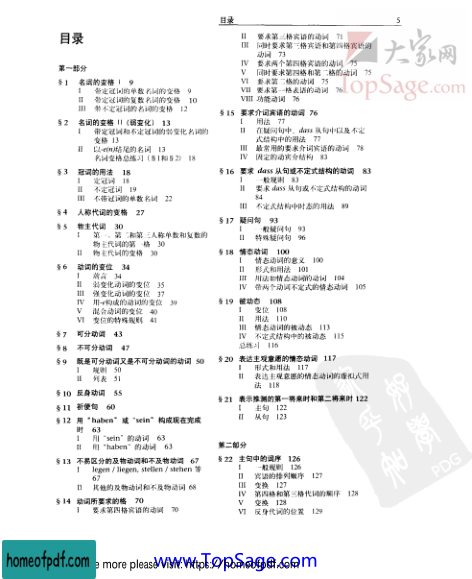 目录 5
目录
第一部分
§ 1 名词的变格 I 9
I 带定冠词的单数名词的变格 9
II 带定冠词的复数名词的变格 10
III 带不定冠词的名词的变格 12
§ 2 名词的变格 II（弱变化） 13
I 带定冠词和不定冠词的弱变化名词的
变格 13
II 以-en结尾的名词 13
名词变格总练习（§1和§2） 18
§ 3 冠词的用法 18
I 定冠词 18
II 不定冠词 19
III 不带冠词的单数名词 22
§ 4 人称代词的变格 27
§ 5 物主代词 30
I 第一、第二和第三人称单数和复数的
物主代词的第一格 30
II 物主代词的变格 30
§ 6 动词的变位 34
I 前言 34
II 弱变化动词的变位 35
III 强变化动词的变位 37
IV 用-e构成的动词的变位 39
V 混合动词的变位 40
VI 变位的特殊规则 41
§ 7 可分动词 43
§ 8 不可分动词 47
§ 9 既是可分动词又是不可分动词的动词 50
I 规则 50
II 列表 51
§ 10 反身动词 55
§ 11 祈使句 60
§ 12 用 "haben" 或 "sein" 构成现在完成
时 63
I 用 "sein" 的动词 63
II 用 "haben" 的动词 63
§ 13 不易区分的及物动词和不及物动词 67
I legen / liegen, stellen / stehen 等
67
II 其他的及物动词和不及物动词 68
§ 14 动词所要求的格 70
I 要求第四格宾语的动词 70
II 要求第三格宾语的动词 71
III 同时要求第三格宾语和第四格宾语的
动词 73
IV 要求两个第四格宾语的动词 75
V 同时要求第四格和第二格的动词 75
VI 要求第二格的动词 75
VII 要求第一格表语的动词 76
VIII 功能动词 76
§ 15 要求介词宾语的动词 76
I 用法 77
II 在疑问句中、dass 从句中以及不定
式结构中的用法 77
III 最常用的要求介词宾语的动词 78
IV 固定的动宾组合结构 83
§ 16 要求 dass 从句或不定式结构的动词 83
I 一般规则 83
II 要求 dass 从句或不定式结构的动词
84
III 不定式结构中时态的用法 89
§ 17 疑问句 93
I 一般疑问句 93
II 特殊疑问句 96
§ 18 情态动词 100
I 情态动词的意义 100
II 形式和用法 101
III 用法如情态动词的动词 104
IV 带两个动词不定式的情态动词 105
§ 19 被动态 108
I 变位 108
II 用法 110
III 情态动词的被动态 113
IV 不定式结构中的被动态 115
总练习 116
§ 20 表达主观意愿的情态动词 117
I 形式和用法 117
II 表达主观意愿的情态动词的虚拟式用
法 118
§ 21 表示推测的第一将来时和第二将来时 122
I 主句 122
II 从句 123
第二部分
§ 22 主句中的词序 126
I 一般规则 126
II 宾语的排列顺序 127
III 变换 127
IV 第四格和第三格代词的顺序 128
V 变换 128
VI 反身代词的位置 129
大家网
TopSage.com
PDG
homeofpdf.com
more please visit: https://homeofpdf.com
www.TopSage.com